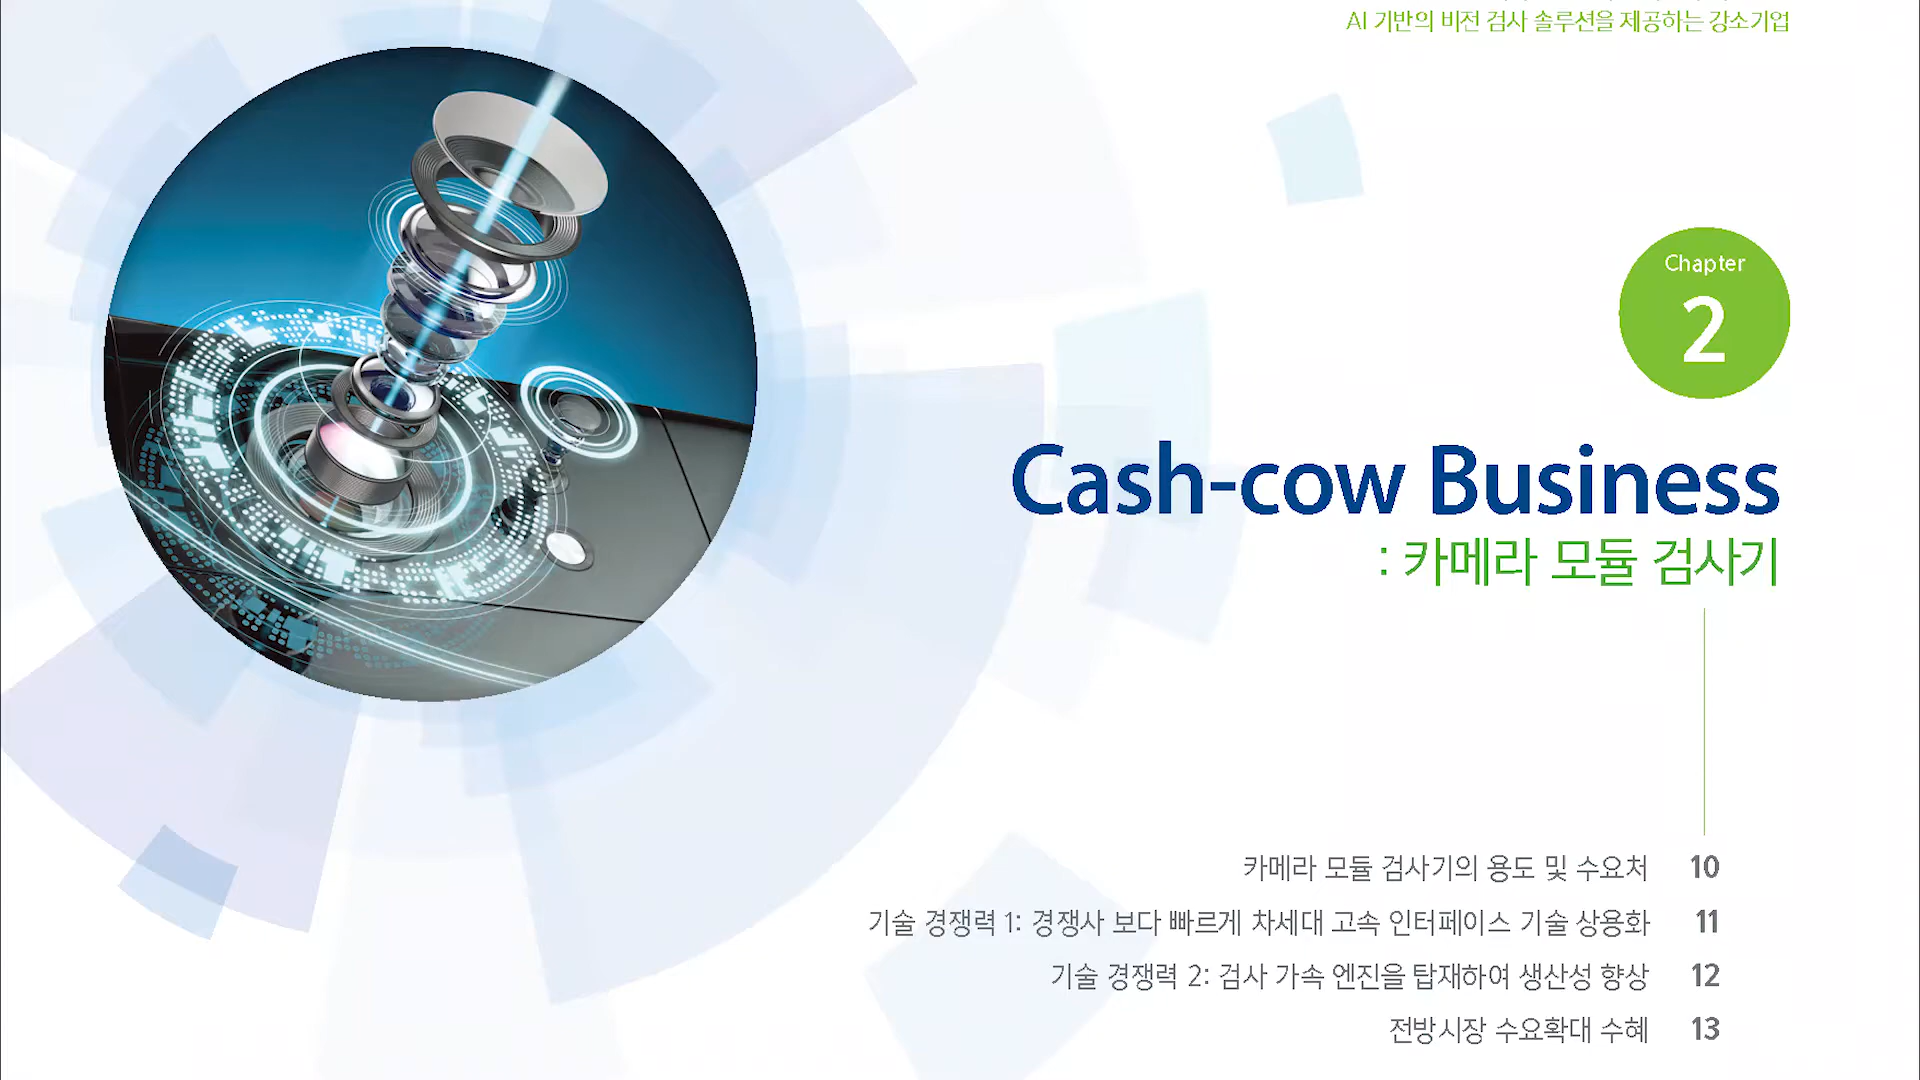 AI 기반의 비전 검사 솔루션을 제공하는 강소기업
Chapter
2
Cash-cow Business
: 카메라 모듈 검사기
카메라 모듈 검사기의 용도 및 수요처 10
기술 경쟁력 1: 경쟁사 보다 빠르게 차세대 고속 인터페이스 기술 상용화 11
기술 경쟁력 2: 검사 가속 엔진을 탑재하여 생산성 향상 12
전방시장 수요확대 수혜 13